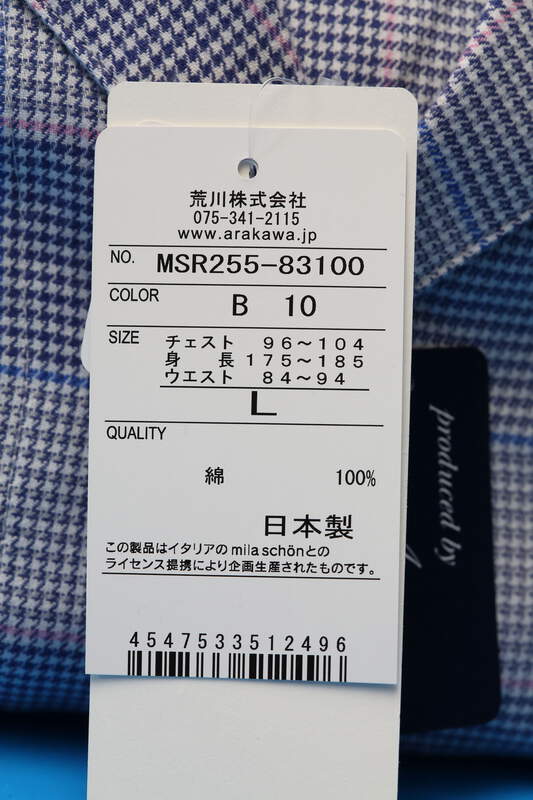 荒川株式会社
075-341-2115
www.arakawa.jp
NO. MSR255-83100
COLOR B 10
SIZE チェスト 96～104
身 長 175～185
ウエスト 84～94
L
QUALITY
綿 100%
日本製
この製品はイタリアのmila schönとの
ライセンス提携により企画生産されたものです。
4547533512496
produced by